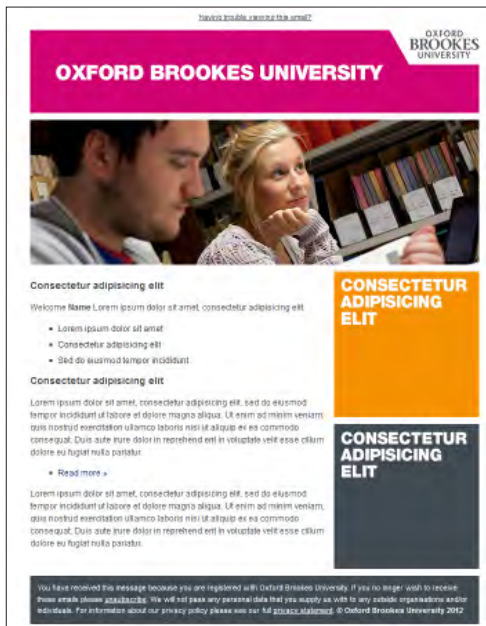 Having trouble viewing this email?
OXFORD
BROOKES
UNIVERSITY
OXFORD BROOKES UNIVERSITY
Consectetur adipisicing elit
Welcome Name Lorem ipsum dolor sit amet, consectetur adipisicing elit
Lorem ipsum dolor sit amet
Consectetur adipisicing elit
Sed do eiusmod tempor incididunt
Consectetur adipisicing elit
Lorem ipsum dolor sit amet, consectetur adipisicing elit, sed do eiusmod
tempor incididunt ut labore et dolore magna aliqua. Ut enim ad minim veniam,
quis nostrud exercitation ullamco laboris nisi ut aliquip ex ea commodo
consequat. Duis aute irure dolor in reprehend erit in voluptate velit esse cillum
dolore eu fugiat nulla pariatur.
Read more »
Lorem ipsum dolor sit amet, consectetur adipisicing elit, sed do eiusmod
tempor incididunt ut labore et dolore magna aliqua. Ut enim ad minim veniam,
quis nostrud exercitation ullamco laboris nisi ut aliquip ex ea commodo
consequat. Duis aute irure dolor in reprehend erit in voluptate velit esse cillum
dolore eu fugiat nulla pariatur.
CONSECTETUR
ADIPISICING
ELIT
CONSECTETUR
ADIPISICING
ELIT
You have received this message because you are registered with Oxford Brookes University. If you no longer wish to receive
these emails please unsubscribe. We will not pass any personal data that you supply us with to any outside organisations and/or
individuals. For information about our privacy policy please see our full privacy statement. © Oxford Brookes University 2012